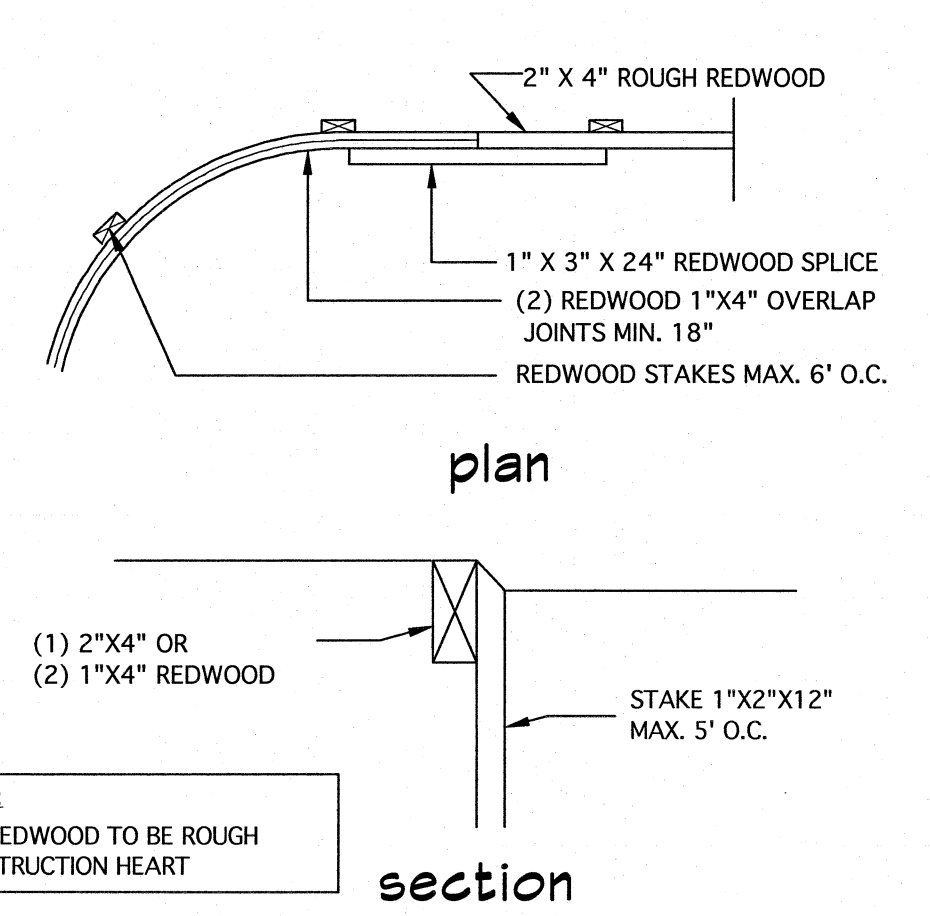 2" X 4" ROUGH REDWOOD
1" X 3" X 24" REDWOOD SPLICE
(2) REDWOOD 1"X4" OVERLAP
JOINTS MIN. 18"
REDWOOD STAKES MAX. 6' O.C.
plan
(1) 2"X4" OR
(2) 1"X4" REDWOOD
STAKE 1"X2"X12"
MAX. 5' O.C.
EDWOOD TO BE ROUGH
TRUCTION HEART
section